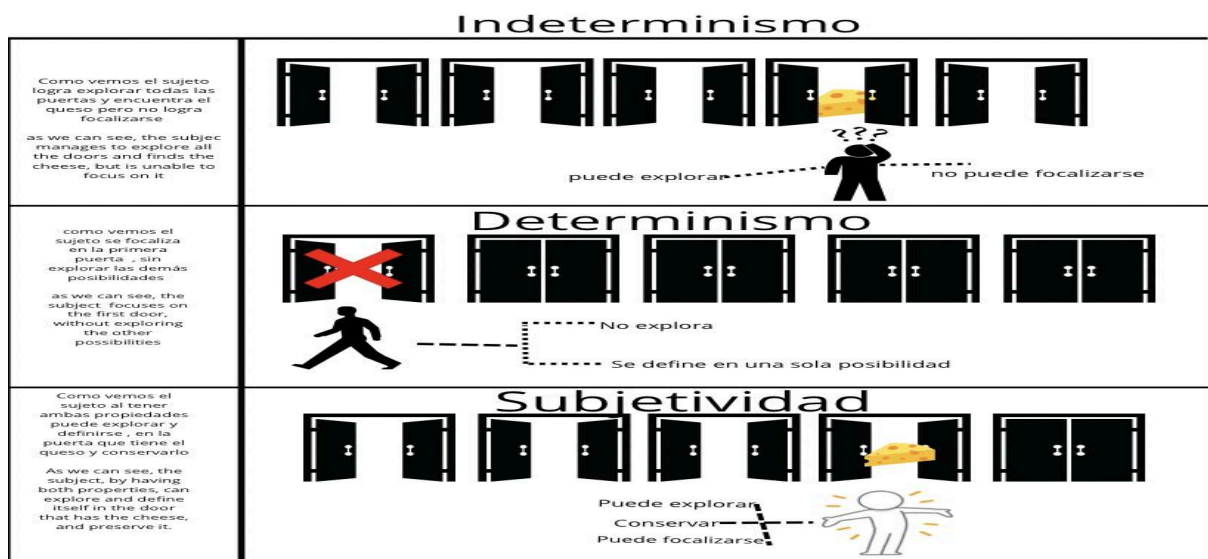 Indeterminismo
Como vemos el sujeto
logra explorar todas las
puertas y encuentra el
queso pero no logra
focalizarse
as we can see, the subjec
manages to explore all
the doors and finds the
cheese, but is unable to
focus on it
???
puede explorar
no puede focalizarse
Determinismo
como vemos el
sujeto se focaliza
en la primera
puerta , sin
explorar las demás
posibilidades
as we can see, the
subject focuses on
the first door,
without exploring
the other
possibilities
No explora
Se define en una sola posibilidad
Subjetividad
Como vemos el
sujeto al tener
ambas propiedades
puede explorar y
definirse , en la
puerta que tiene el
queso y conservarlo
As we can see, the
subject, by having
both properties, can
explore and define
itself in the door
that has the cheese,
and preserve it.
Puede explorar
Conservar
Puede focalizarse